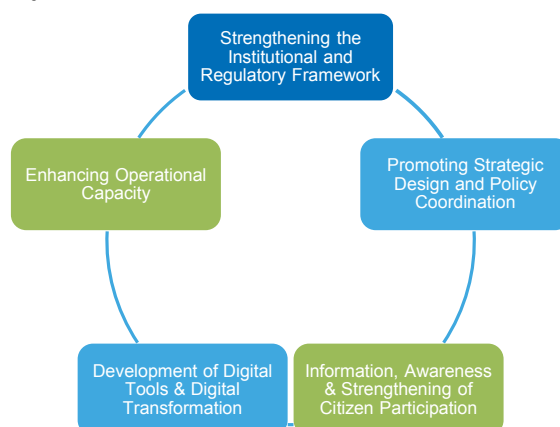 Strengthening the
Institutional and
Regulatory Framework
Enhancing Operational
Capacity
Promoting Strategic
Design and Policy
Coordination
Development of Digital
Tools & Digital
Transformation
Information, Awareness
& Strengthening of
Citizen Participation